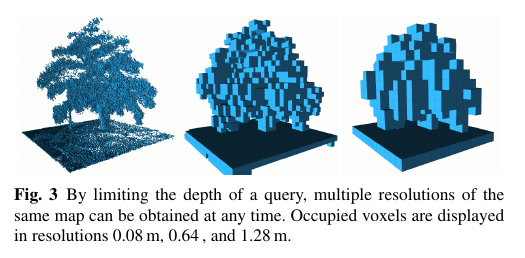 Fig. 3 By limiting the depth of a query, multiple resolutions of the
same map can be obtained at any time. Occupied voxels are displayed
in resolutions 0.08 m, 0.64 , and 1.28 m.